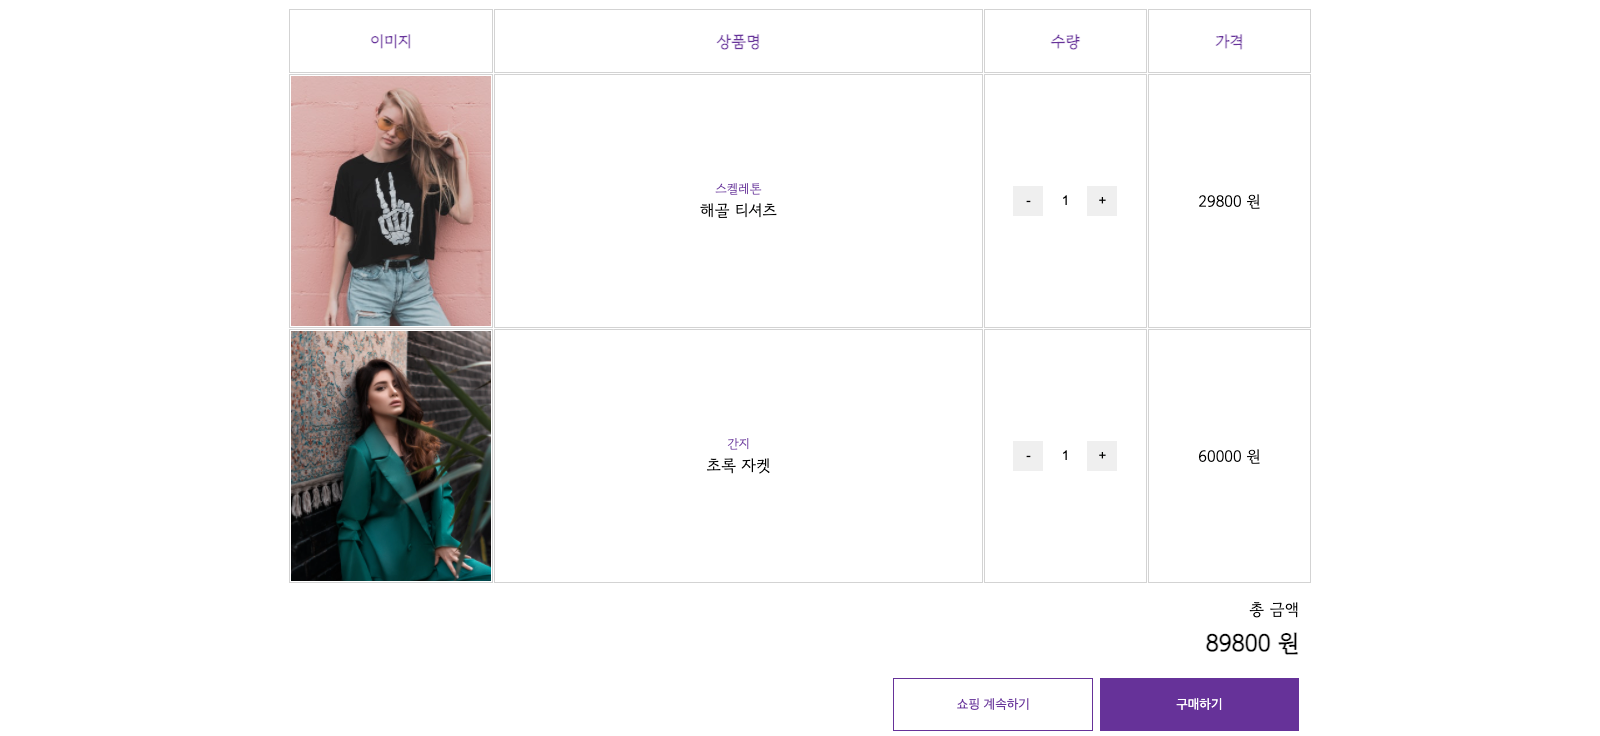 이미지 상품명 수량 가격
스켈레톤
해골 티셔츠
- 1 +
29800 원
간지
초록 자켓
- 1 +
60000 원
총 금액
89800 원
쇼핑 계속하기 구매하기